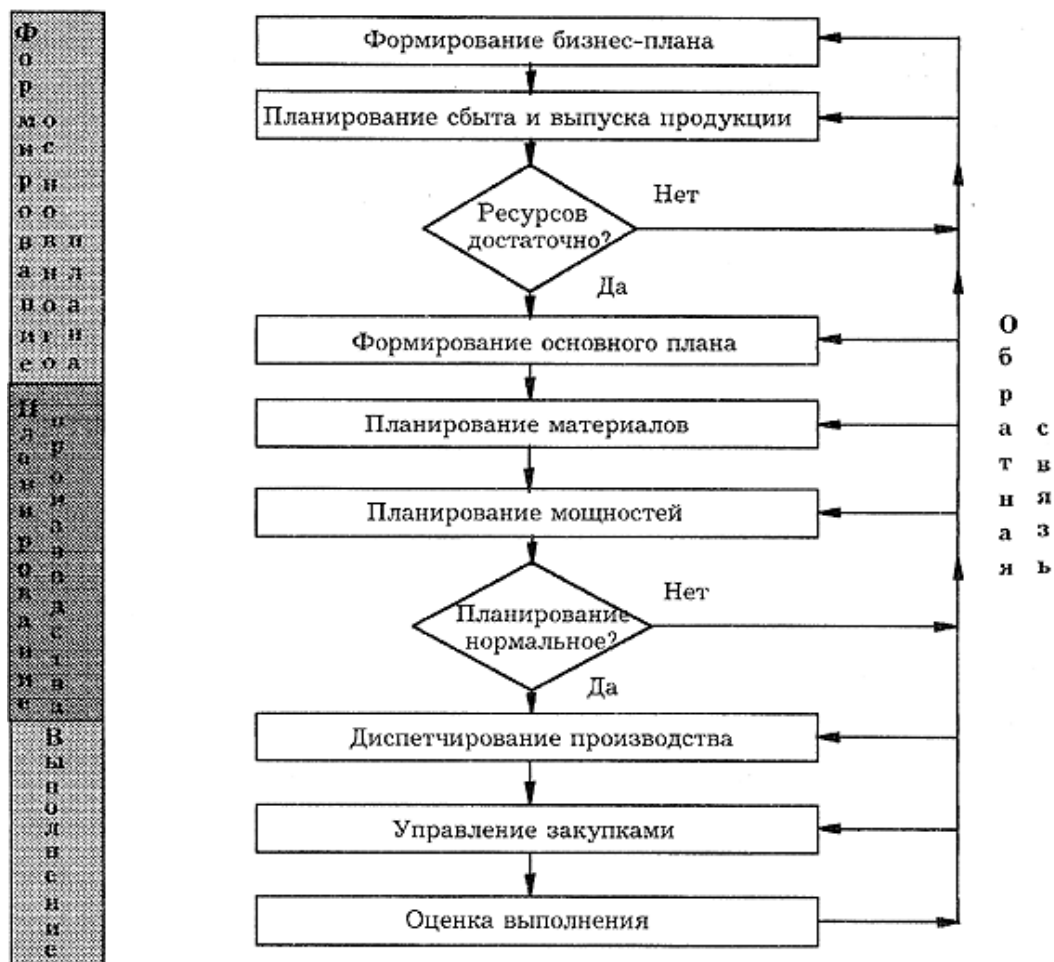 Формирование основного плана
Планирование производства
Выполнение
Формирование бизнес-плана
Планирование сбыта и выпуска продукции
Ресурсов
достаточно?
Нет
Да
Формирование основного плана
Планирование материалов
Планирование мощностей
Планирование
нормальное?
Нет
Да
Диспетчирование производства
Управление закупками
Оценка выполнения
Обратная связь